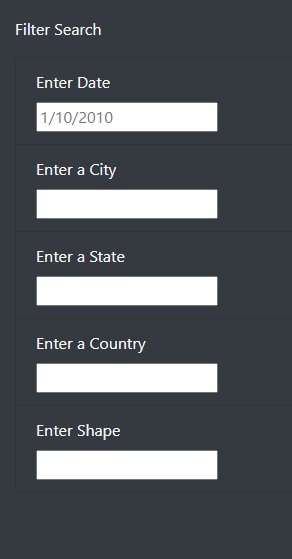 Filter Search
Enter Date
1/10/2010
Enter a City
Enter a State
Enter a Country
Enter Shape